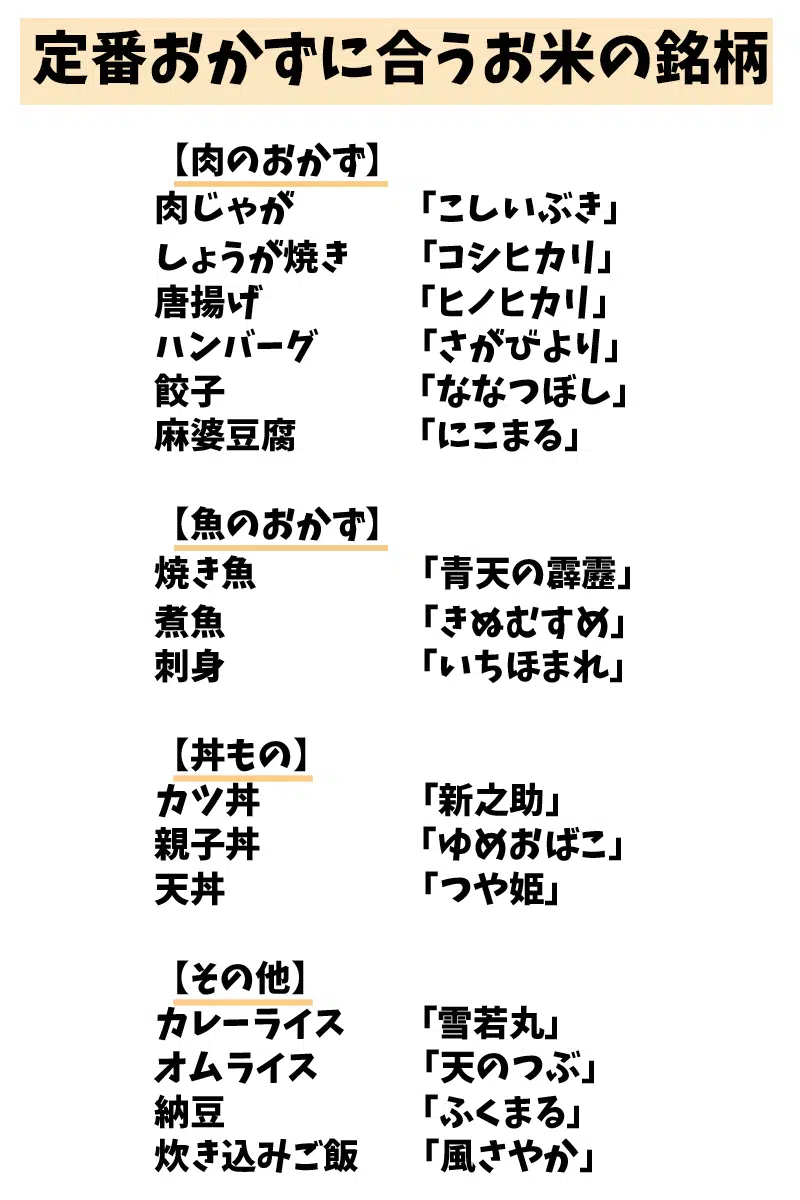 定番おかずに合うお米の銘柄
【肉のおかず】
肉じゃが 「こしいぶき」
しょうが焼き 「コシヒカリ」
唐揚げ 「ヒノヒカリ」
ハンバーグ 「さがびより」
餃子 「ななつぼし」
麻婆豆腐 「にこまる」
【魚のおかず】
焼き魚 「青天の霹靂」
煮魚 「きぬむすめ」
刺身 「いちほまれ」
【丼もの】
カツ丼 「新之助」
親子丼 「ゆめおばこ」
天丼 「つや姫」
【その他】
カレーライス 「雪若丸」
オムライス 「天のつぶ」
納豆 「ふくまる」
炊き込みご飯 「風さやか」